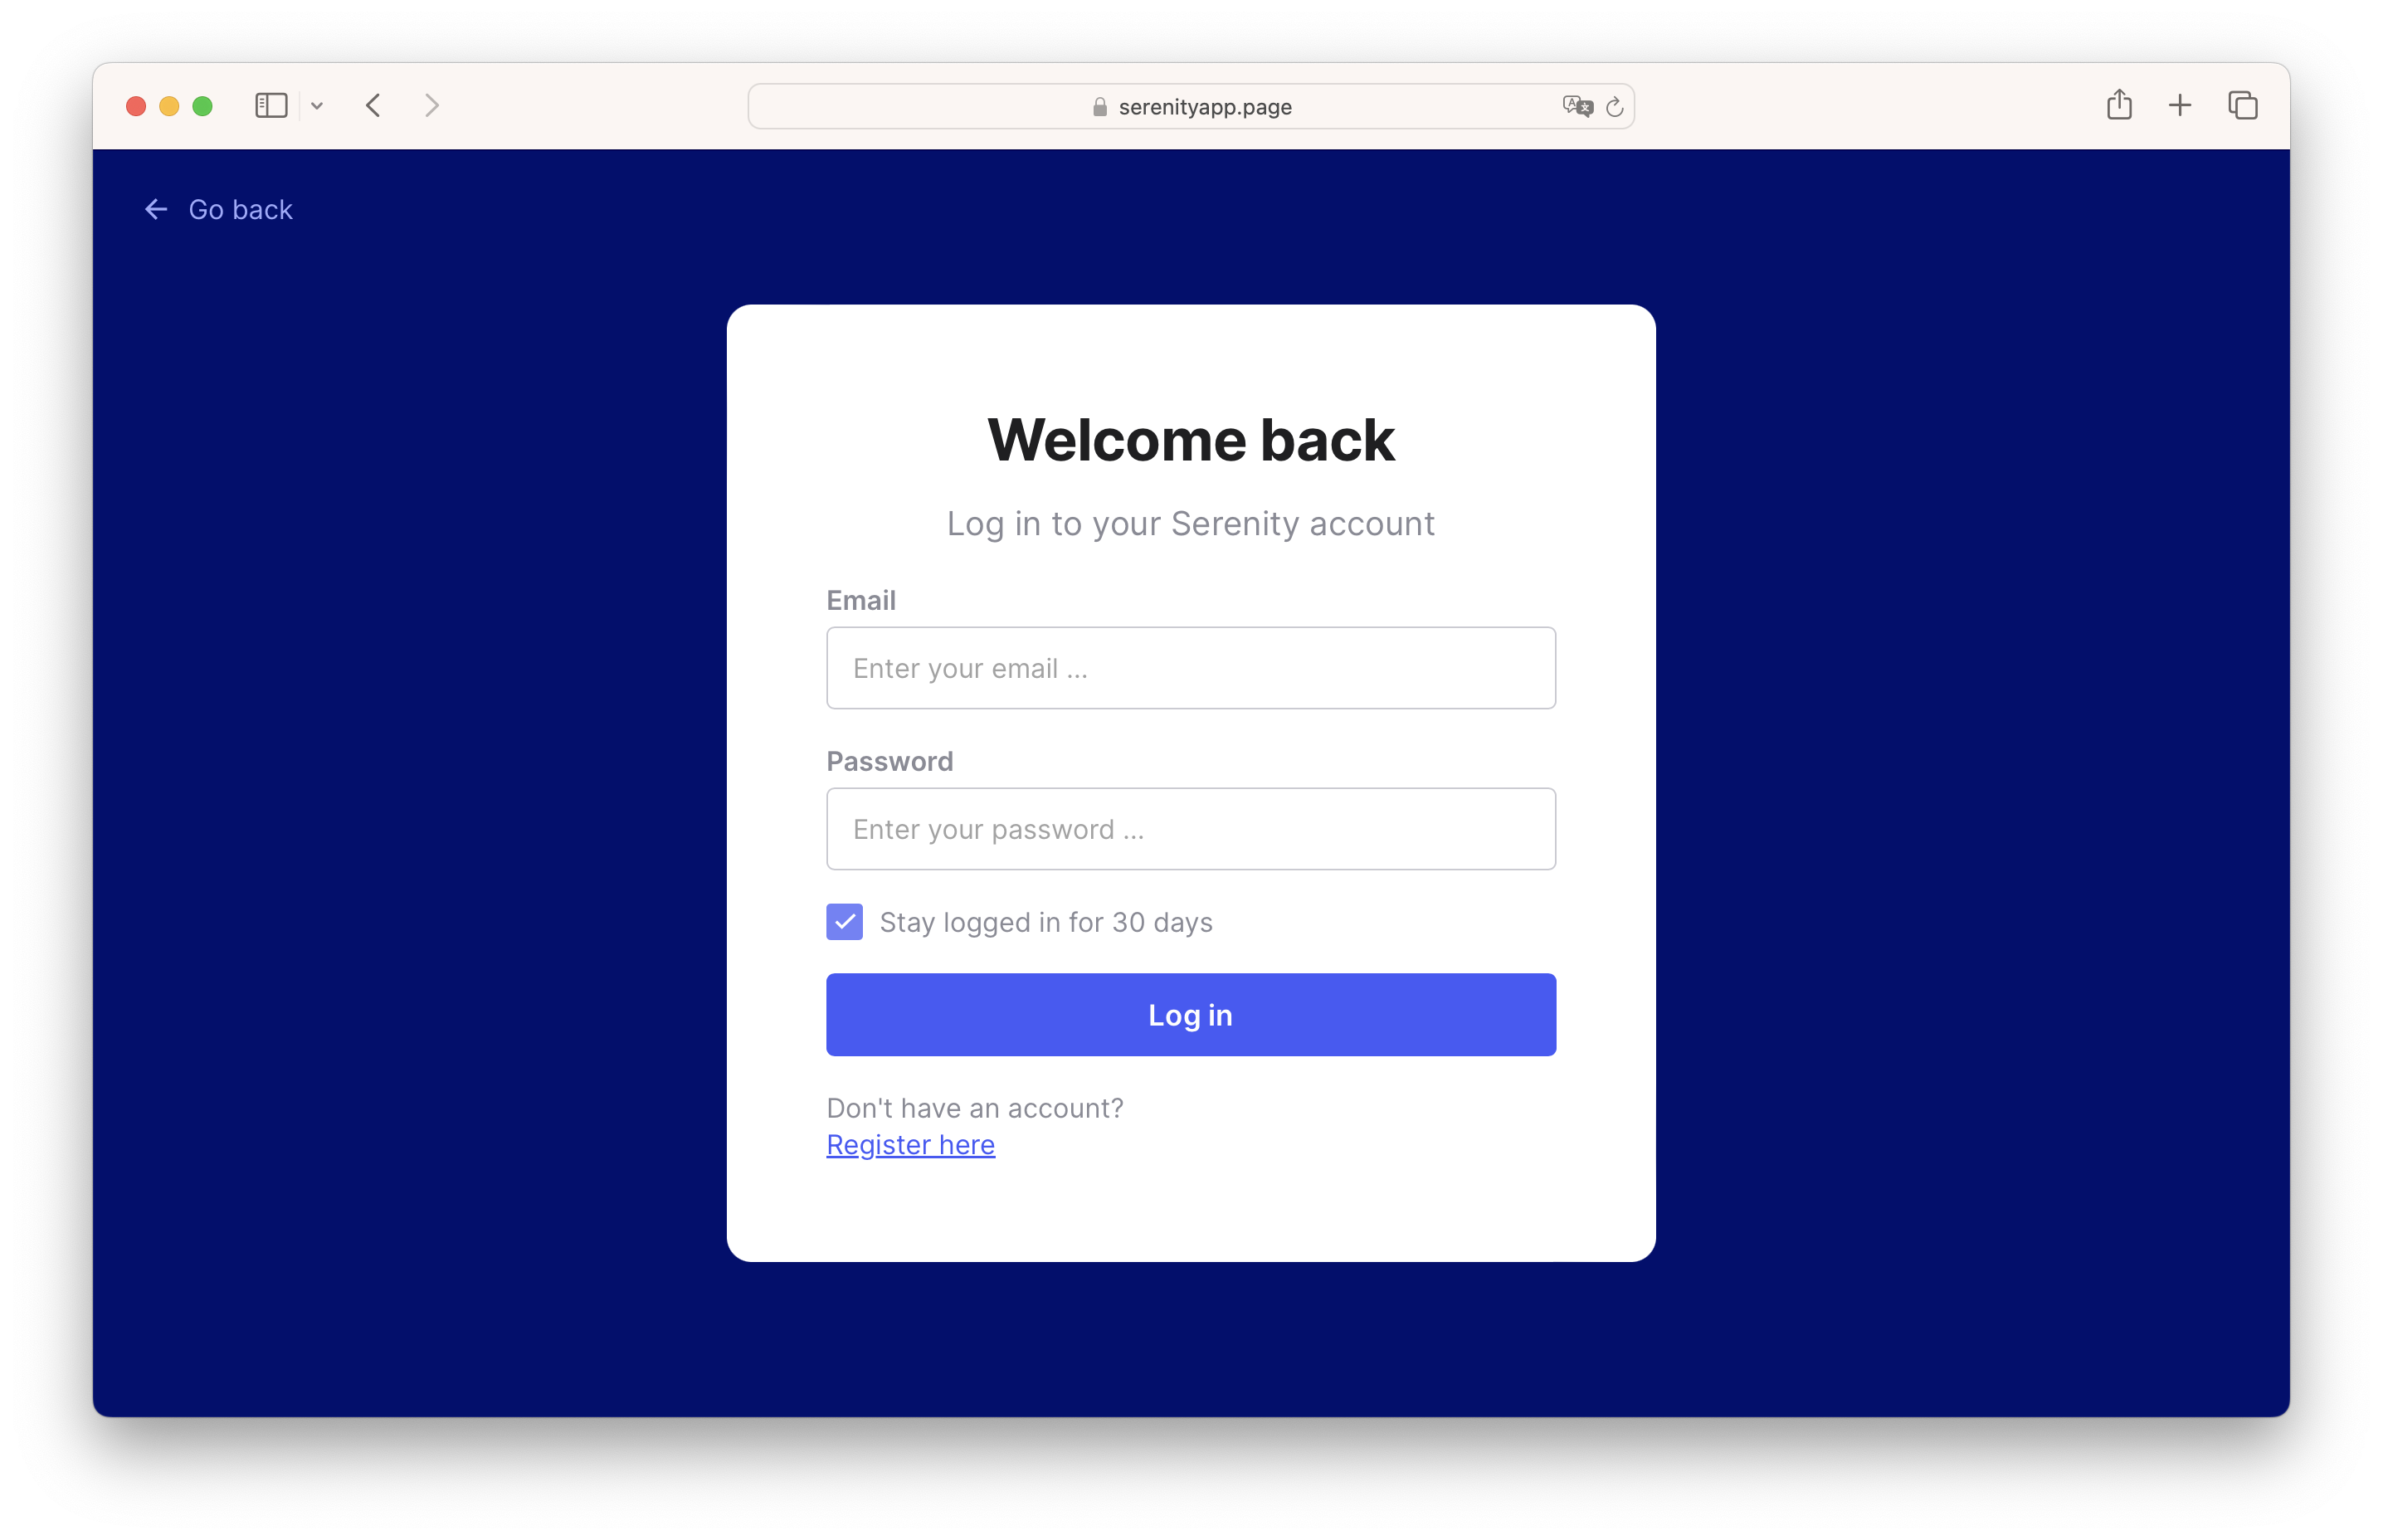 serenityapp.page
Go back
Welcome back
Log in to your Serenity account
Email
Enter your email ...
Password
Enter your password ...
Stay logged in for 30 days
Log in
Don't have an account?
Register here